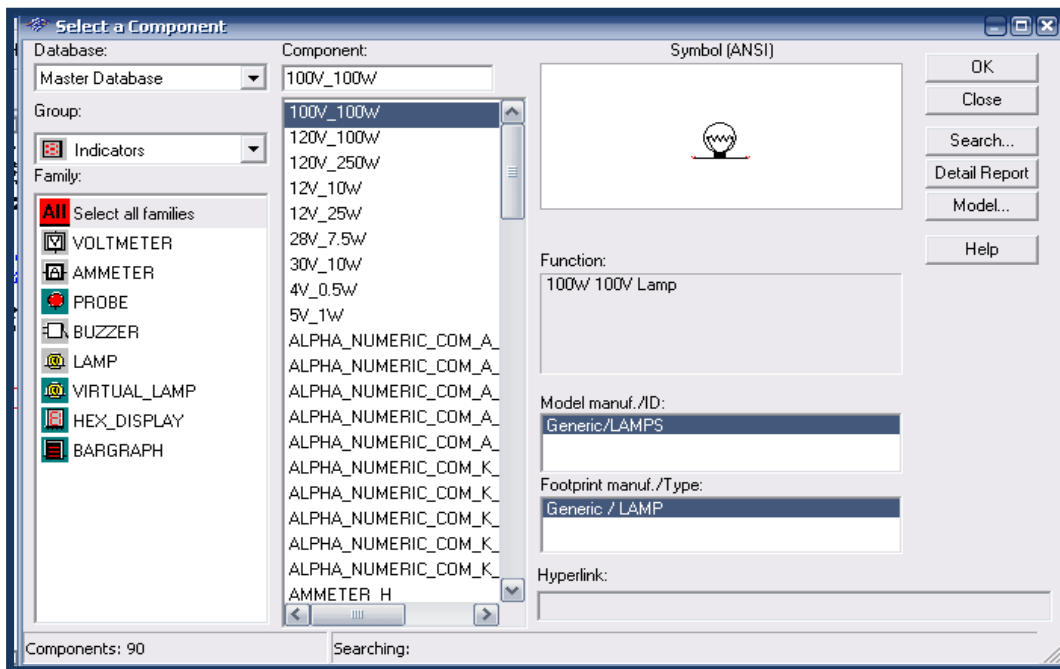 Select a Component
Database:
Master Database
Group:
Indicators
Family:
All Select all families
VOLTMETER
AMMETER
PROBE
BUZZER
LAMP
VIRTUAL_LAMP
HEX_DISPLAY
BARGRAPH
Component:
100V_100W
100V_100W
120V_100W
120V_250W
12V_10W
12V_25W
28V_7.5W
30V_10W
4V_0.5W
5V_1W
ALPHA_NUMERIC_COM_A_
ALPHA_NUMERIC_COM_A_
ALPHA_NUMERIC_COM_A_
ALPHA_NUMERIC_COM_A_
ALPHA_NUMERIC_COM_A_
ALPHA_NUMERIC_COM_K_
ALPHA_NUMERIC_COM_K_
ALPHA_NUMERIC_COM_K_
ALPHA_NUMERIC_COM_K_
ALPHA_NUMERIC_COM_K_
AMMETER_H
Symbol (ANSI)
Function:
100W 100V Lamp
Model manuf./ID:
Generic/LAMPS
Footprint manuf./Type:
Generic / LAMP
Hyperlink:
OK
Close
Search...
Detail Report
Model...
Help
Components: 90
Searching: